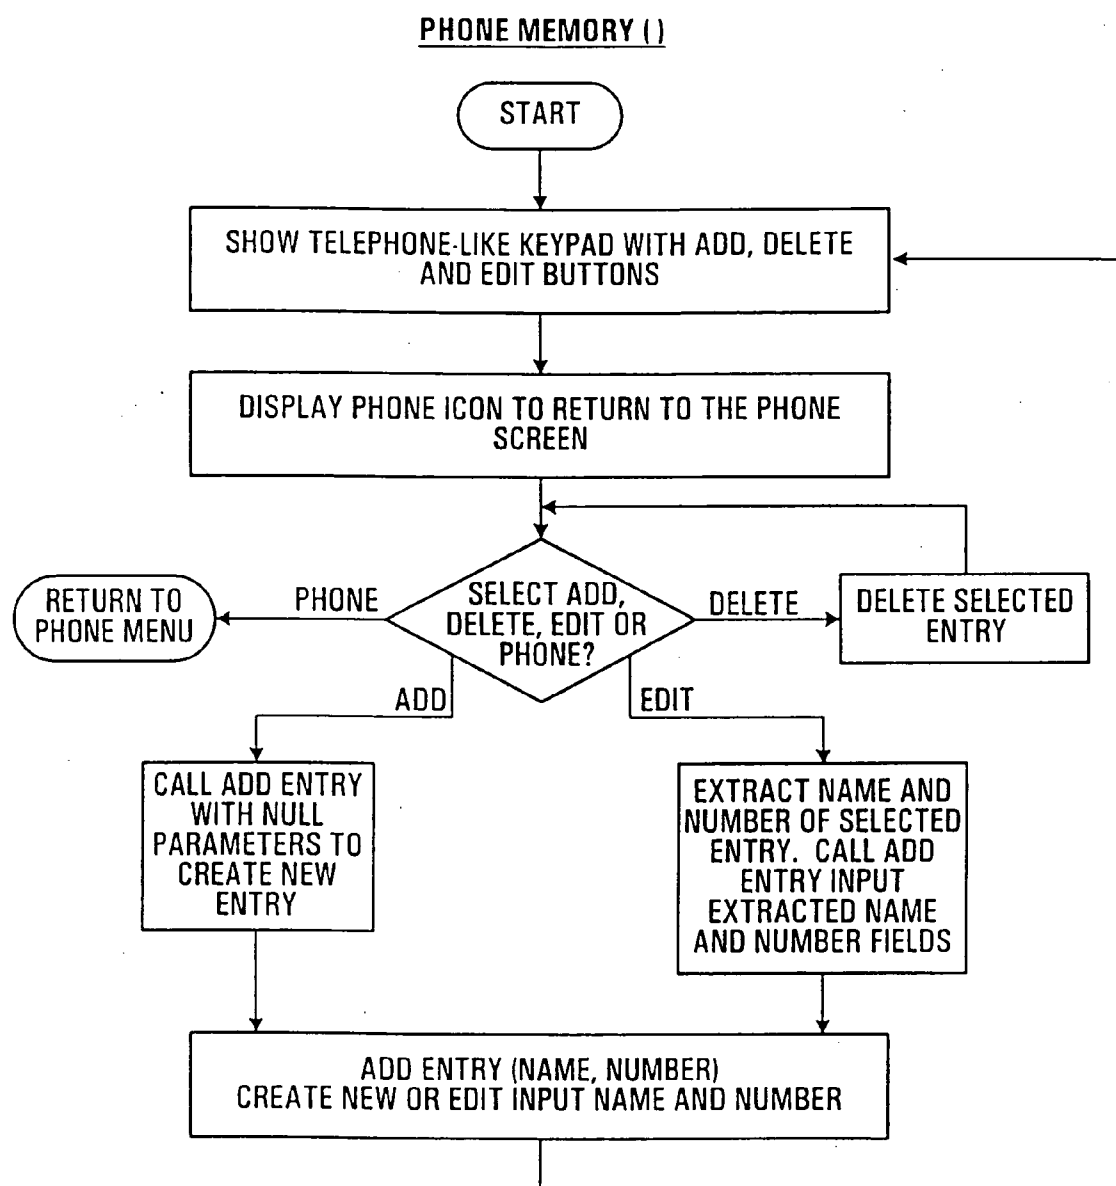 PHONE MEMORY ( )
START
SHOW TELEPHONE-LIKE KEYPAD WITH ADD, DELETE
AND EDIT BUTTONS
DISPLAY PHONE ICON TO RETURN TO THE PHONE
SCREEN
RETURN TO
PHONE MENU
PHONE
SELECT ADD,
DELETE, EDIT OR
PHONE?
DELETE
DELETE SELECTED
ENTRY
ADD
EDIT
CALL ADD ENTRY
WITH NULL
PARAMETERS TO
CREATE NEW
ENTRY
EXTRACT NAME AND
NUMBER OF SELECTED
ENTRY. CALL ADD
ENTRY INPUT
EXTRACTED NAME
AND NUMBER FIELDS
ADD ENTRY (NAME, NUMBER)
CREATE NEW OR EDIT INPUT NAME AND NUMBER